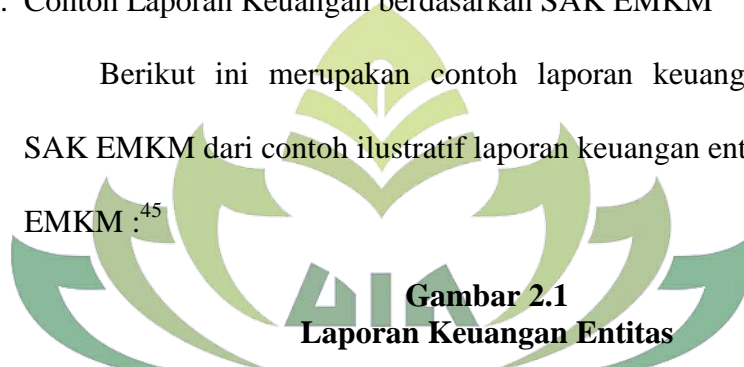 . Contoh Laporan Keuangan berdasarkan SAK EMKM
Berikut ini merupakan contoh laporan keuang
SAK EMKM dari contoh ilustratif laporan keuangan ent
EMKM :45
Gambar 2.1
Laporan Keuangan Entitas